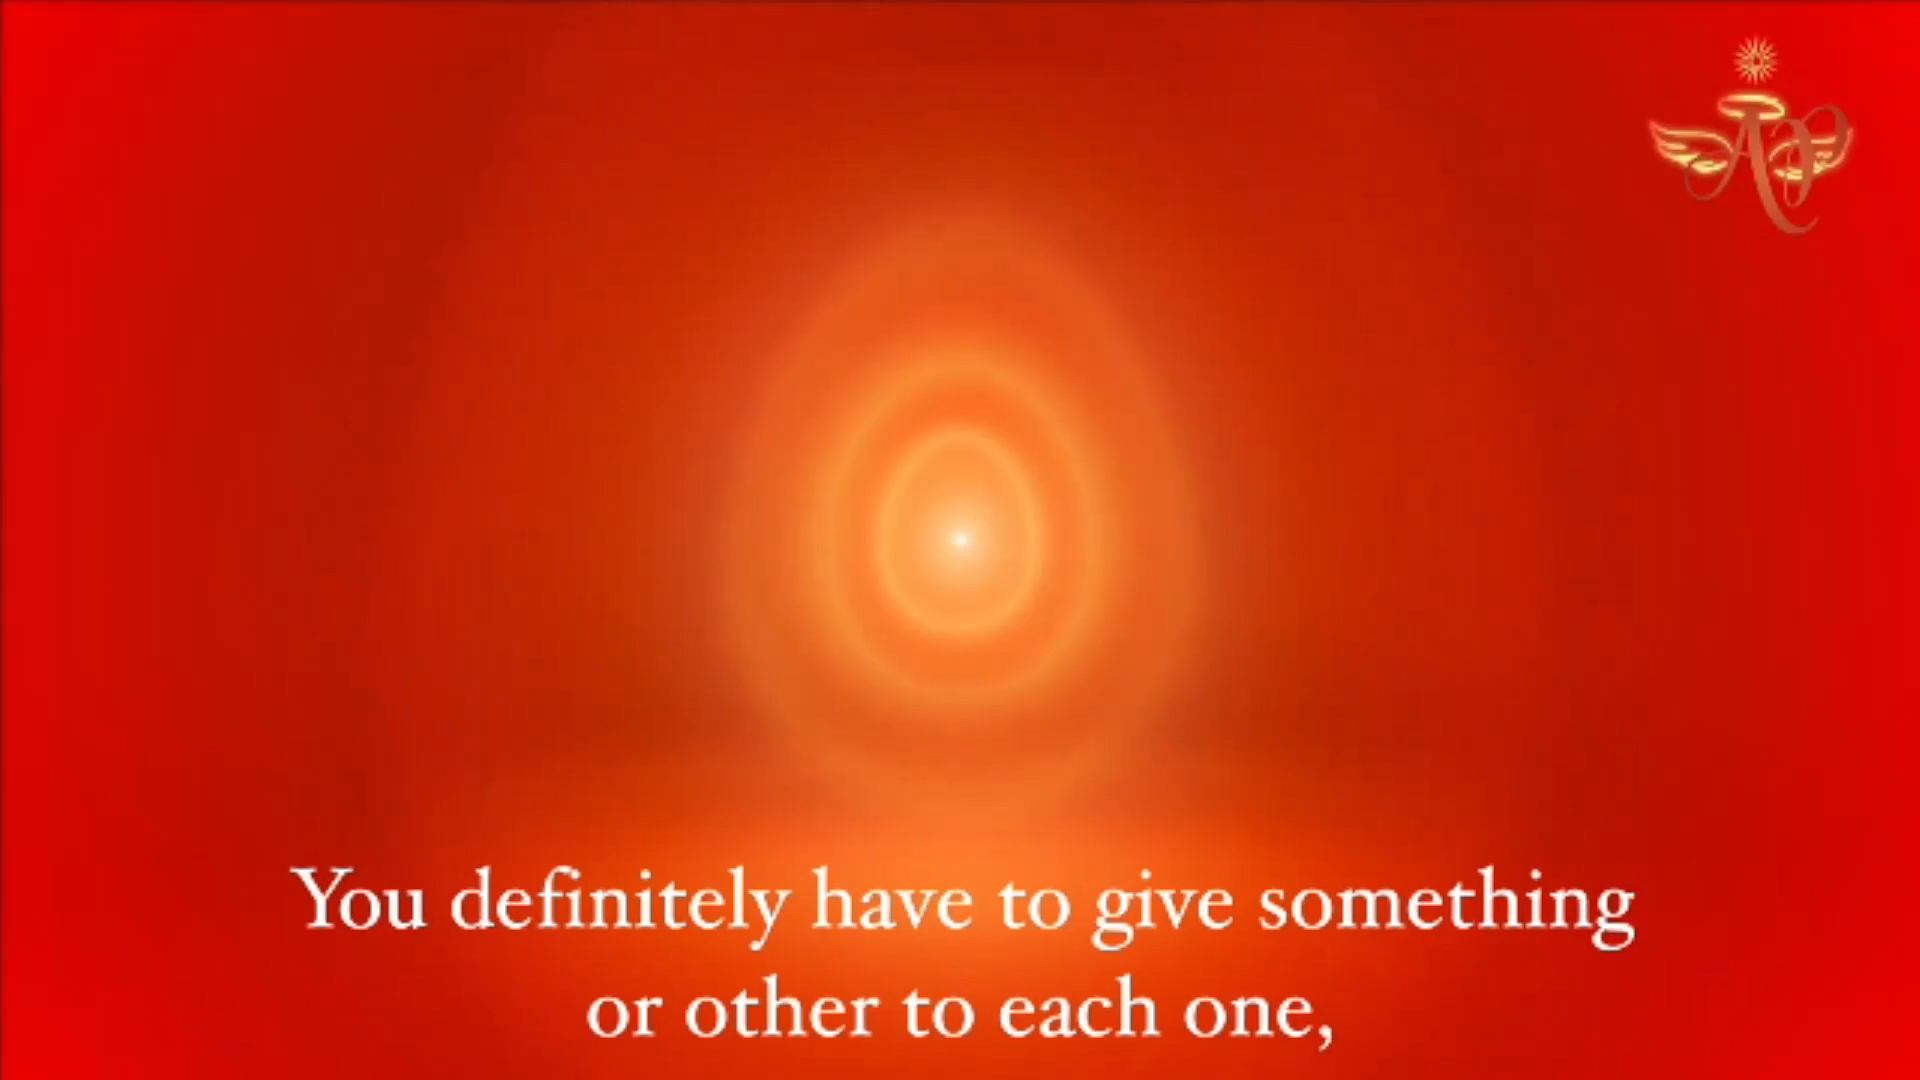 You definitely have to give something
or other to each one,